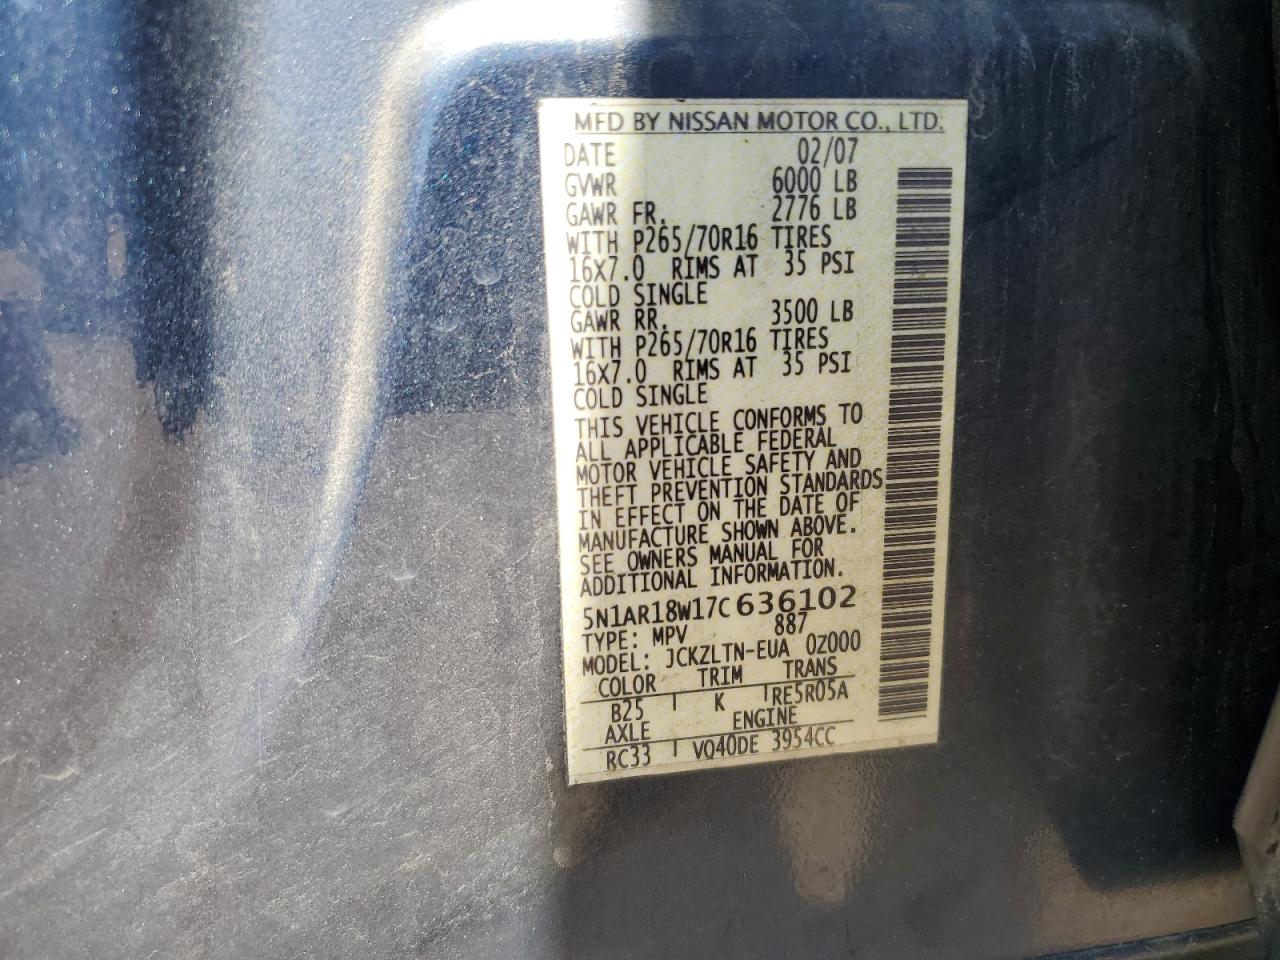 MFD BY NISSAN MOTOR CO., LTD.
DATE 02/07
GVWR 6000 LB
GAWR FR. 2776 LB
WITH P265/70R16 TIRES
16X7.0 RIMS AT 35 PSI
COLD SINGLE
GAWR RR. 3500 LB
WITH P265/70R16 TIRES
16X7.0 RIMS AT 35 PSI
COLD SINGLE
THIS VEHICLE CONFORMS TO
ALL APPLICABLE FEDERAL
MOTOR VEHICLE SAFETY AND
THEFT PREVENTION STANDARDS
IN EFFECT ON THE DATE OF
MANUFACTURE SHOWN ABOVE.
SEE OWNERS MANUAL FOR
ADDITIONAL INFORMATION.
5N1AR18W17C636102
TYPE: MPV 887
MODEL: JCKZLTN-EUA 0Z000
COLOR TRIM TRANS
B25 K RE5R05A
AXLE ENGINE
RC33 VQ40DE 3954CC